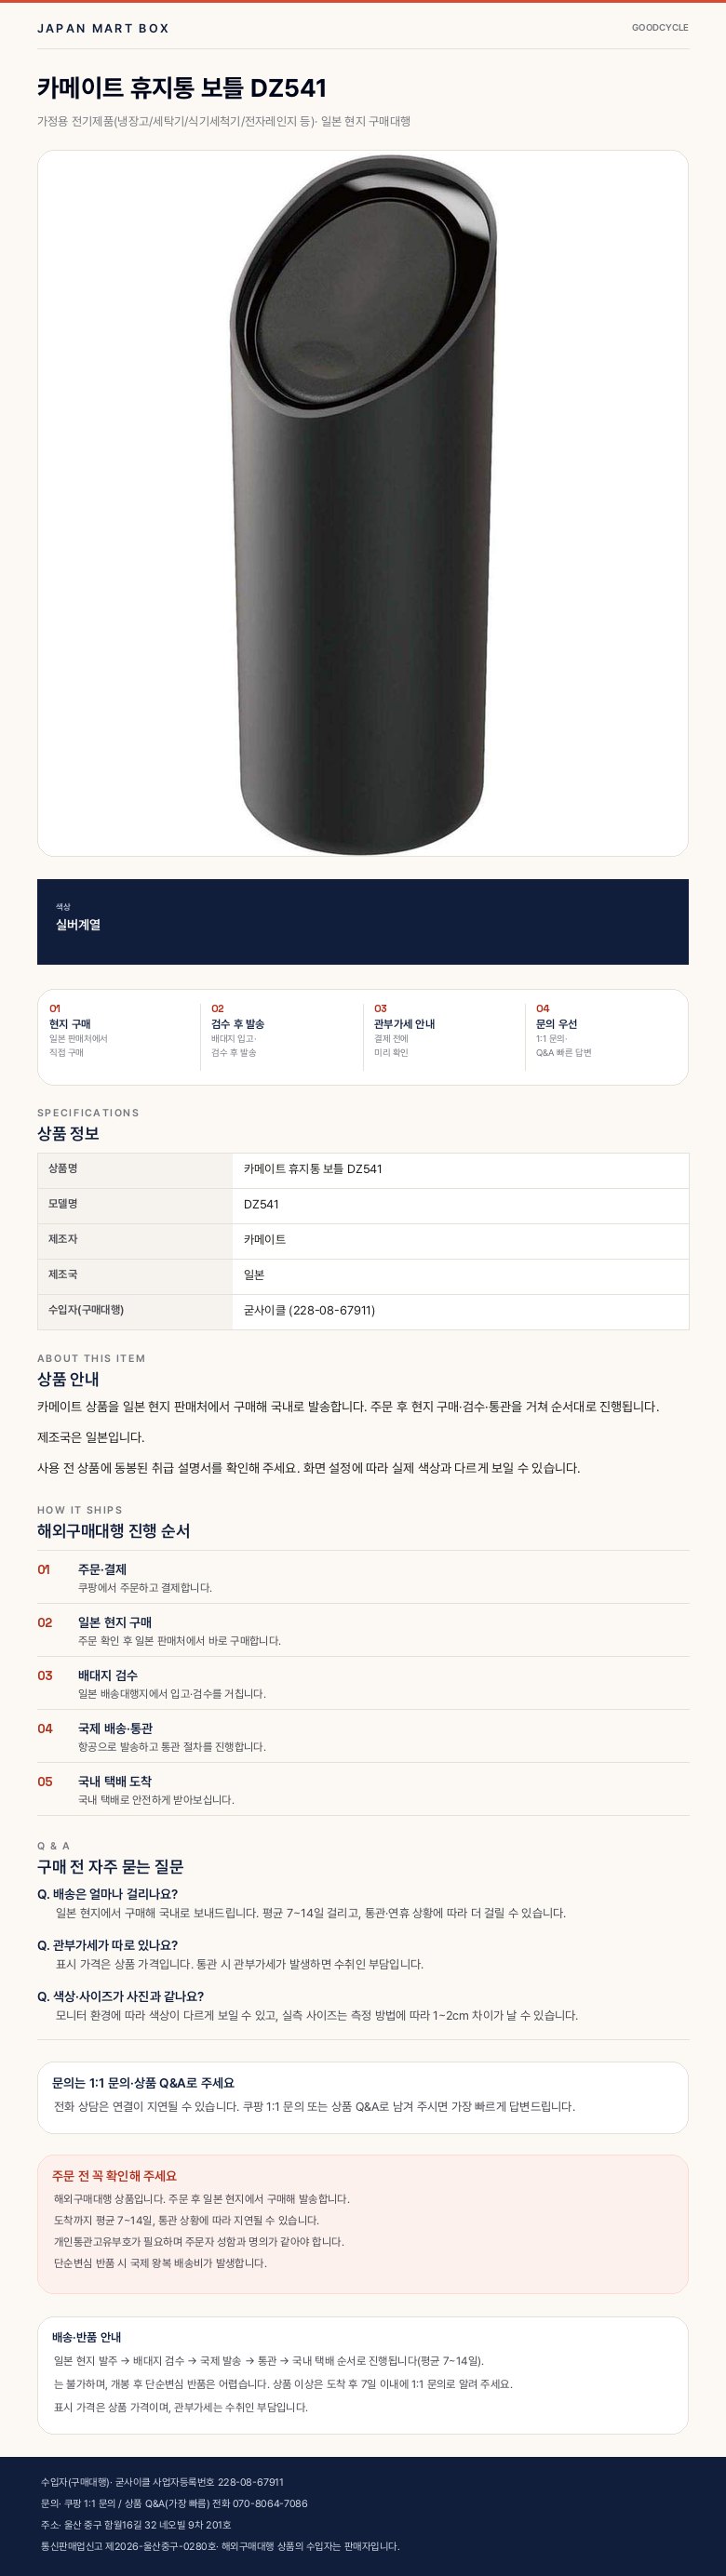 JAPAN MART BOX
GOODCYCLE
카메이트 휴지통 보틀 DZ541
가정용 전기제품(냉장고/세탁기/식기세척기/전자레인지 등)· 일본 현지 구매대행
색상
실버계열
01
현지 구매
일본 판매처에서
직접 구매
02
검수 후 발송
배대지 입고·
검수 후 발송
03
관부가세 안내
결제 전에
미리 확인
04
문의 우선
1:1 문의·
Q&A 빠른 답변
SPECIFICATIONS
상품 정보
상품명 카메이트 휴지통 보틀 DZ541
모델명 DZ541
제조자 카메이트
제조국 일본
수입자(구매대행) 굳사이클 (228-08-67911)
ABOUT THIS ITEM
상품 안내
카메이트 상품을 일본 현지 판매처에서 구매해 국내로 발송합니다. 주문 후 현지 구매·검수·통관을 거쳐 순서대로 진행됩니다.
제조국은 일본입니다.
사용 전 상품에 동봉된 취급 설명서를 확인해 주세요. 화면 설정에 따라 실제 색상과 다르게 보일 수 있습니다.
HOW IT SHIPS
해외구매대행 진행 순서
01 주문·결제
쿠팡에서 주문하고 결제합니다.
02 일본 현지 구매
주문 확인 후 일본 판매처에서 바로 구매합니다.
03 배대지 검수
일본 배송대행지에서 입고·검수를 거칩니다.
04 국제 배송·통관
항공으로 발송하고 통관 절차를 진행합니다.
05 국내 택배 도착
국내 택배로 안전하게 받아보십니다.
Q & A
구매 전 자주 묻는 질문
Q. 배송은 얼마나 걸리나요?
일본 현지에서 구매해 국내로 보내드립니다. 평균 7~14일 걸리고, 통관·연휴 상황에 따라 더 걸릴 수 있습니다.
Q. 관부가세가 따로 있나요?
표시 가격은 상품 가격입니다. 통관 시 관부가세가 발생하면 수취인 부담입니다.
Q. 색상·사이즈가 사진과 같나요?
모니터 환경에 따라 색상이 다르게 보일 수 있고, 실측 사이즈는 측정 방법에 따라 1~2cm 차이가 날 수 있습니다.
문의는 1:1 문의·상품 Q&A로 주세요
전화 상담은 연결이 지연될 수 있습니다. 쿠팡 1:1 문의 또는 상품 Q&A로 남겨 주시면 가장 빠르게 답변드립니다.
주문 전 꼭 확인해 주세요
해외구매대행 상품입니다. 주문 후 일본 현지에서 구매해 발송합니다.
도착까지 평균 7~14일, 통관 상황에 따라 지연될 수 있습니다.
개인통관고유부호가 필요하며 주문자 성함과 명의가 같아야 합니다.
단순변심 반품 시 국제 왕복 배송비가 발생합니다.
배송·반품 안내
일본 현지 발주 → 배대지 검수 → 국제 발송 → 통관 → 국내 택배 순서로 진행됩니다(평균 7~14일).
는 불가하며, 개봉 후 단순변심 반품은 어렵습니다. 상품 이상은 도착 후 7일 이내에 1:1 문의로 알려 주세요.
표시 가격은 상품 가격이며, 관부가세는 수취인 부담입니다.
수입자(구매대행)· 굳사이클 사업자등록번호 228-08-67911
문의· 쿠팡 1:1 문의 / 상품 Q&A(가장 빠름) 전화 070-8064-7086
주소· 울산 중구 함월16길 32 네오빌 9차 201호
통신판매업신고 제2026-울산중구-0280호· 해외구매대행 상품의 수입자는 판매자입니다.